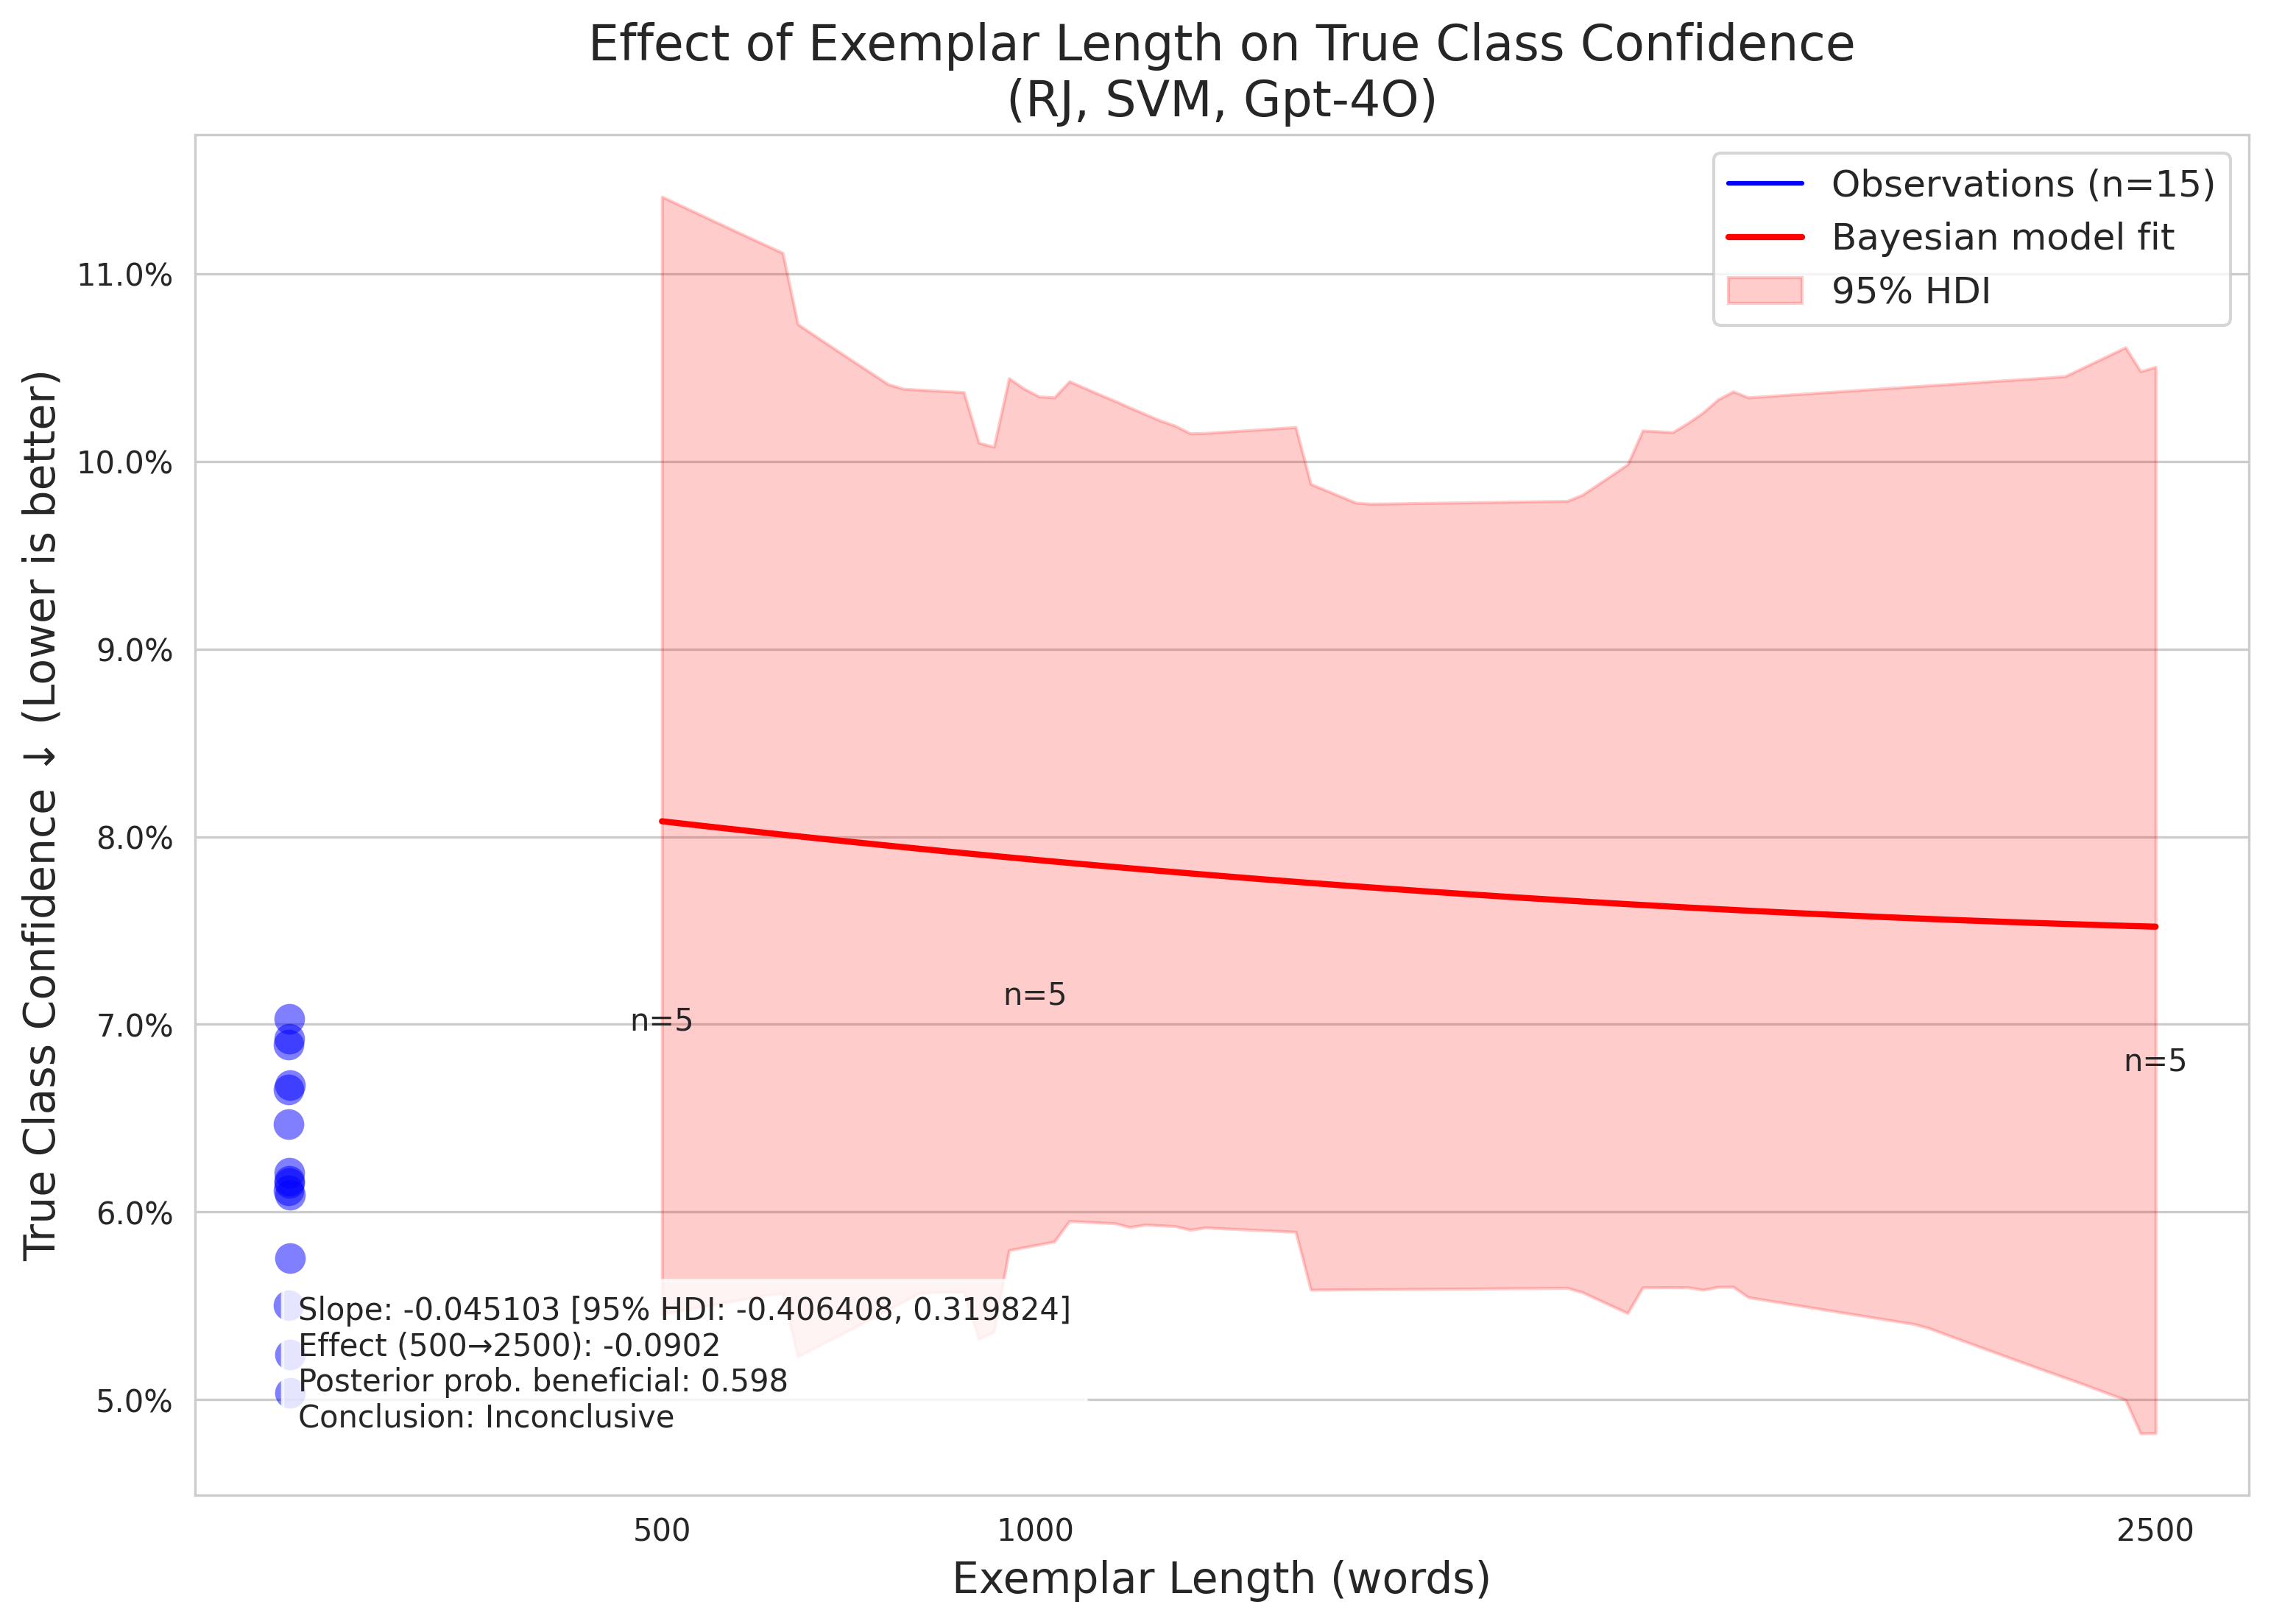 Effect of Exemplar Length on True Class Confidence
(RJ, SVM, Gpt-4O)
Observations (n=15)
Bayesian model fit
95% HDI
True Class Confidence ↓ (Lower is better)
11.0%
10.0%
9.0%
8.0%
7.0%
6.0%
5.0%
n=5
n=5
n=5
Slope: -0.045103 [95% HDI: -0.406408, 0.319824]
Effect (500→2500): -0.0902
Posterior prob. beneficial: 0.598
Conclusion: Inconclusive
500
1000
2500
Exemplar Length (words)